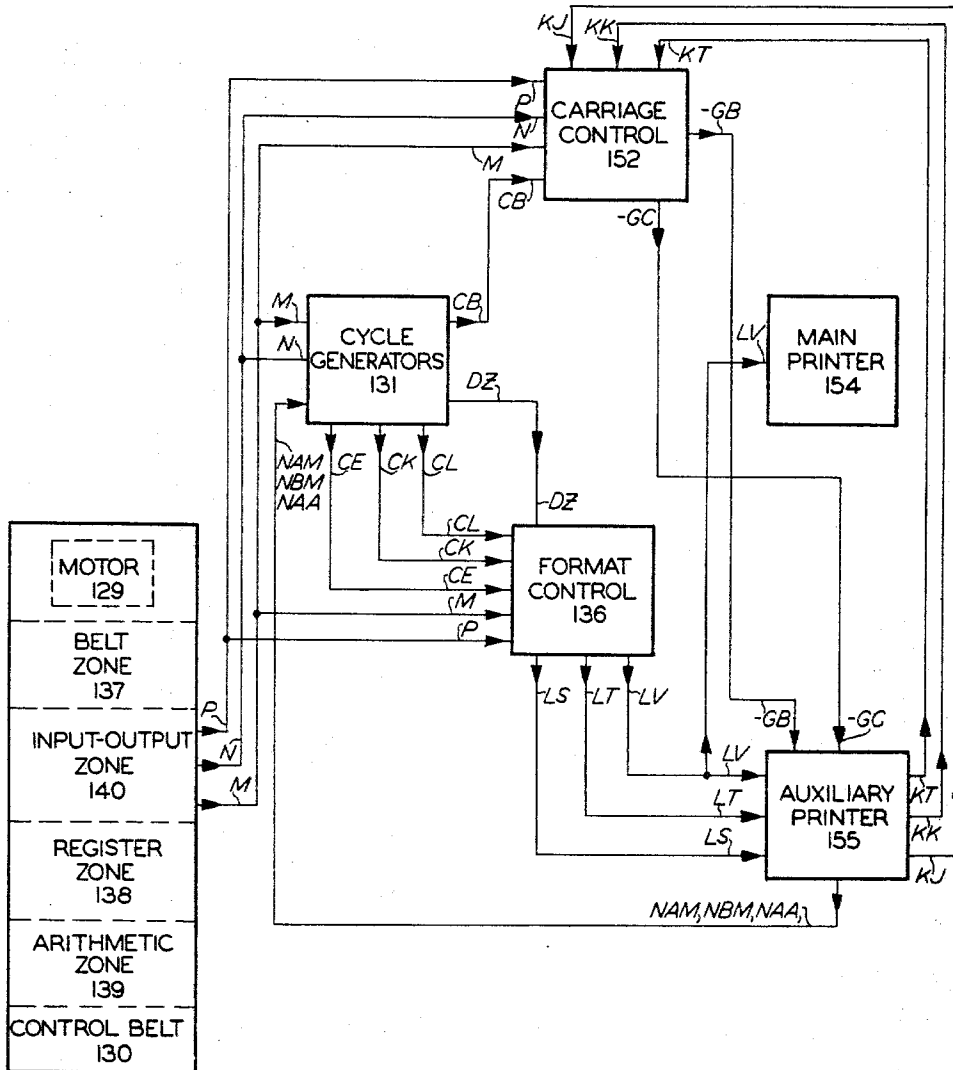 KJ
KK
KT
P
N
M
CB
CARRIAGE
CONTROL
152
-GB
-GC
M
N
CB
CYCLE
GENERATORS
131
DZ
LV
MAIN
PRINTER
154
NAM
NBM
NAA
CE
CK
CL
DZ
CL
CK
CE
M
P
FORMAT
CONTROL
136
MOTOR
129
BELT
ZONE
137
P
N
M
INPUT-OUTPUT
ZONE
140
LS
LT
LV
-GB
-GC
LV
LT
LS
AUXILIARY
PRINTER
155
KT
KK
KJ
REGISTER
ZONE
138
NAM, NBM, NAA,
ARITHMETIC
ZONE
139
CONTROL BELT
130